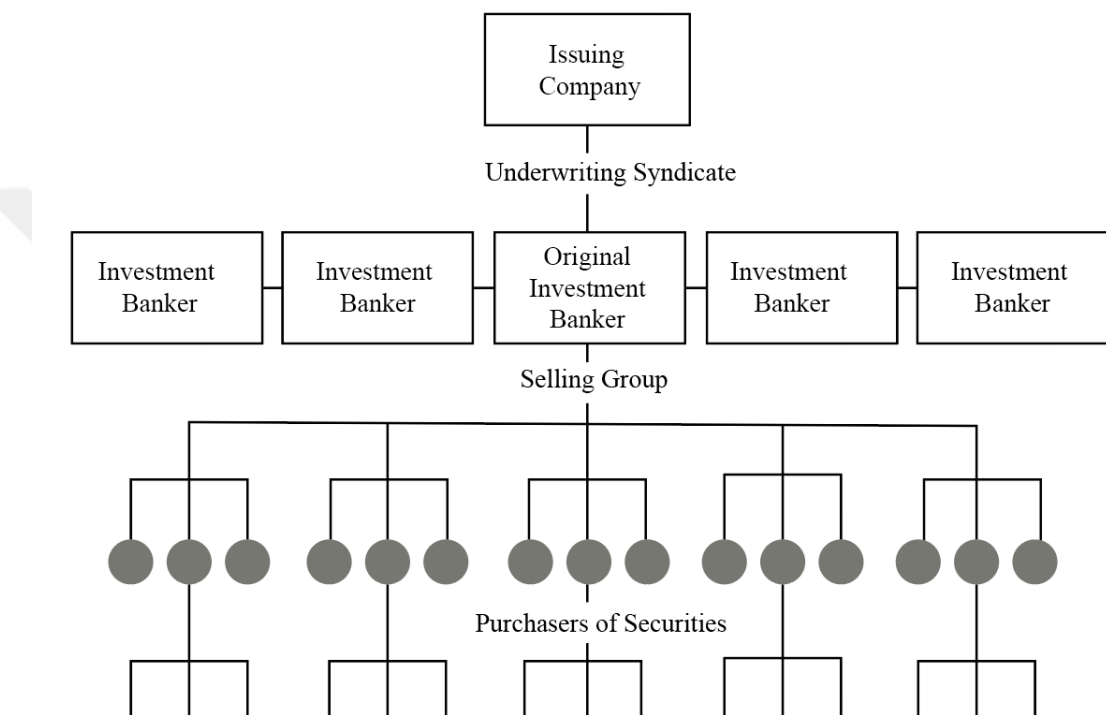 Issuing
Company
Underwriting Syndicate
Investment
Banker
Investment
Banker
Original
Investment
Banker
Investment
Banker
Investment
Banker
Selling Group
Purchasers of Securities